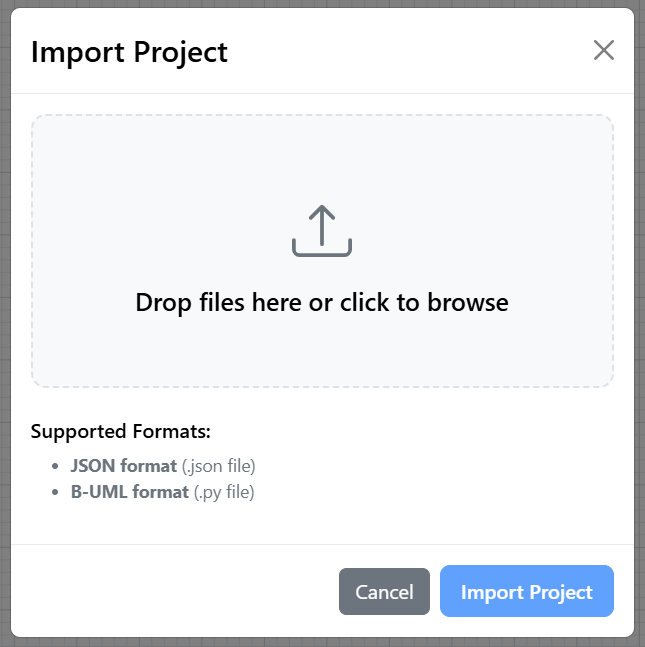 Import Project
Drop files here or click to browse
Supported Formats:
JSON format (.json file)
B-UML format (.py file)
Cancel
Import Project